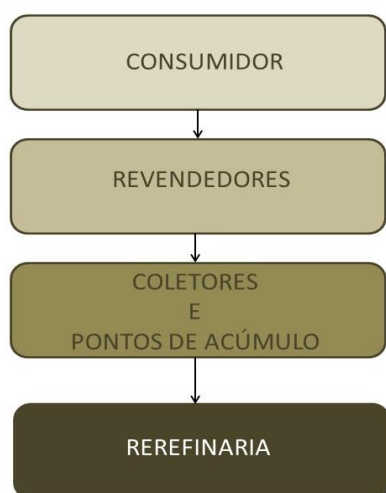 CONSUMIDOR
REVENDEDORES
COLETORES
E
PONTOS DE ACÚMULO
REREFINARIA